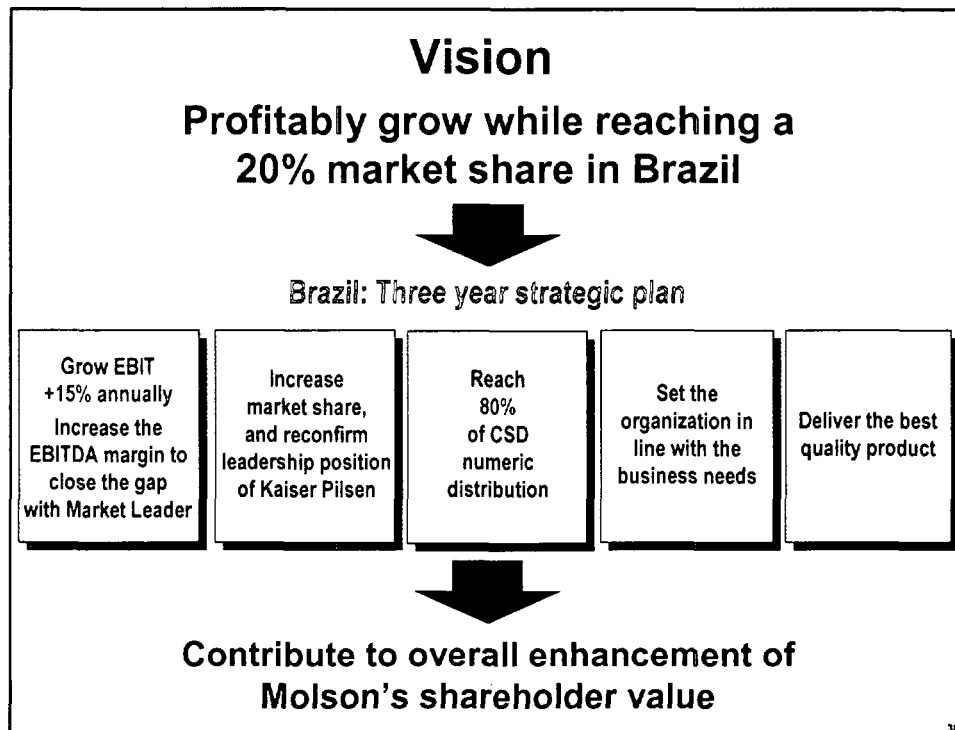 Vision
Profitably grow while reaching a
20% market share in Brazil
Brazil: Three year strategic plan
Grow EBIT
+15% annually
Increase the
EBITDA margin to
close the gap
with Market Leader
Increase
market share,
and reconfirm
leadership position
of Kaiser Pilsen
Reach
80%
of CSD
numeric
distribution
Set the
organization in
line with the
business needs
Deliver the best
quality product
Contribute to overall enhancement of
Molson's shareholder value